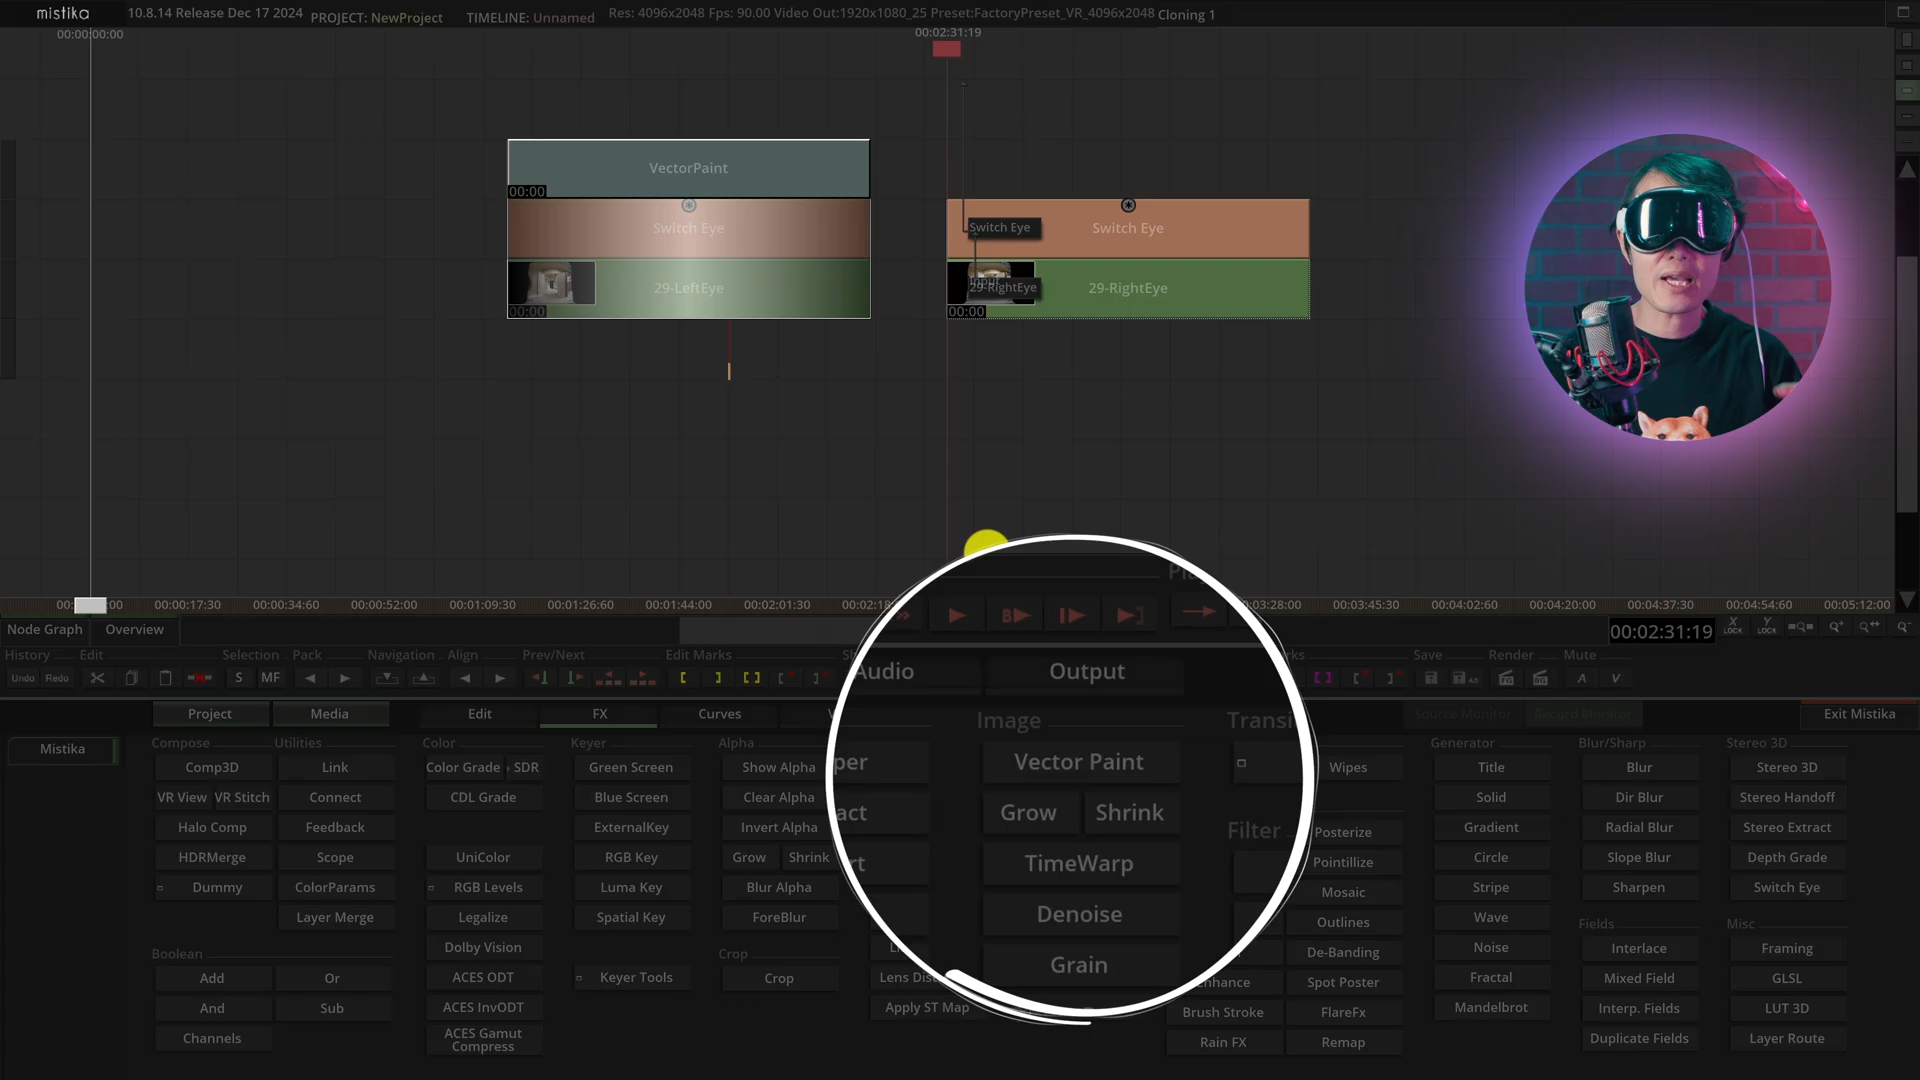 mistika 10.8.14 Release Dec 17 2024 PROJECT: NewProject TIMELINE: Unnamed Res: 4096x2048 Fps: 90.00 Video Out:1920x1080_25 Preset:FactoryPreset_VR_4096x2048 Cloning 1
00:00:00:00 00:02:31:19
VectorPaint
00:00
Switch Eye Switch Eye Switch Eye
29-LeftEye 29-RightEye 29-RightEye
00:00 00:00
00:00:17:30 00:00:34:60 00:00:52:00 00:01:09:30 00:01:26:60 00:01:44:00 00:02:01:30 00:03:45:30 00:04:02:60 00:04:20:00 00:04:37:30 00:04:54:60 00:05:12:00
Node Graph Overview 00:02:31:19 X LOCK Y LOCK
History Edit Selection Pack Navigation Align Prev/Next Edit Marks Save Render Mute
Undo Redo S MF
Audio Output
Project Media Edit FX Curves Source Monitor Record Monitor Exit Mistika
Mistika
Compose Utilities Color Keyer Alpha Image Generator Blur/Sharp Stereo 3D
Comp3D Link Color Grade SDR Green Screen Show Alpha Vector Paint Wipes Title Blur Stereo 3D
VR View VR Stitch Connect CDL Grade Blue Screen Clear Alpha Grow Shrink Solid Dir Blur Stereo Handoff
Halo Comp Feedback ExternalKey Invert Alpha Filter Posterize Gradient Radial Blur Stereo Extract
HDRMerge Scope UniColor RGB Key Grow Shrink TimeWarp Pointillize Circle Slope Blur Depth Grade
Dummy ColorParams RGB Levels Luma Key Blur Alpha Mosaic Stripe Sharpen Switch Eye
Layer Merge Legalize Spatial Key ForeBlur Denoise Outlines Wave Fields Misc
Dolby Vision De-Banding Noise Interlace Framing
Boolean Crop
Add Or ACES ODT Keyer Tools Crop Grain Spot Poster Fractal Mixed Field GLSL
And Sub ACES InvODT Apply ST Map Brush Stroke FlareFx Mandelbrot Interp. Fields LUT 3D
Channels ACES Gamut Compress Rain FX Remap Duplicate Fields Layer Route